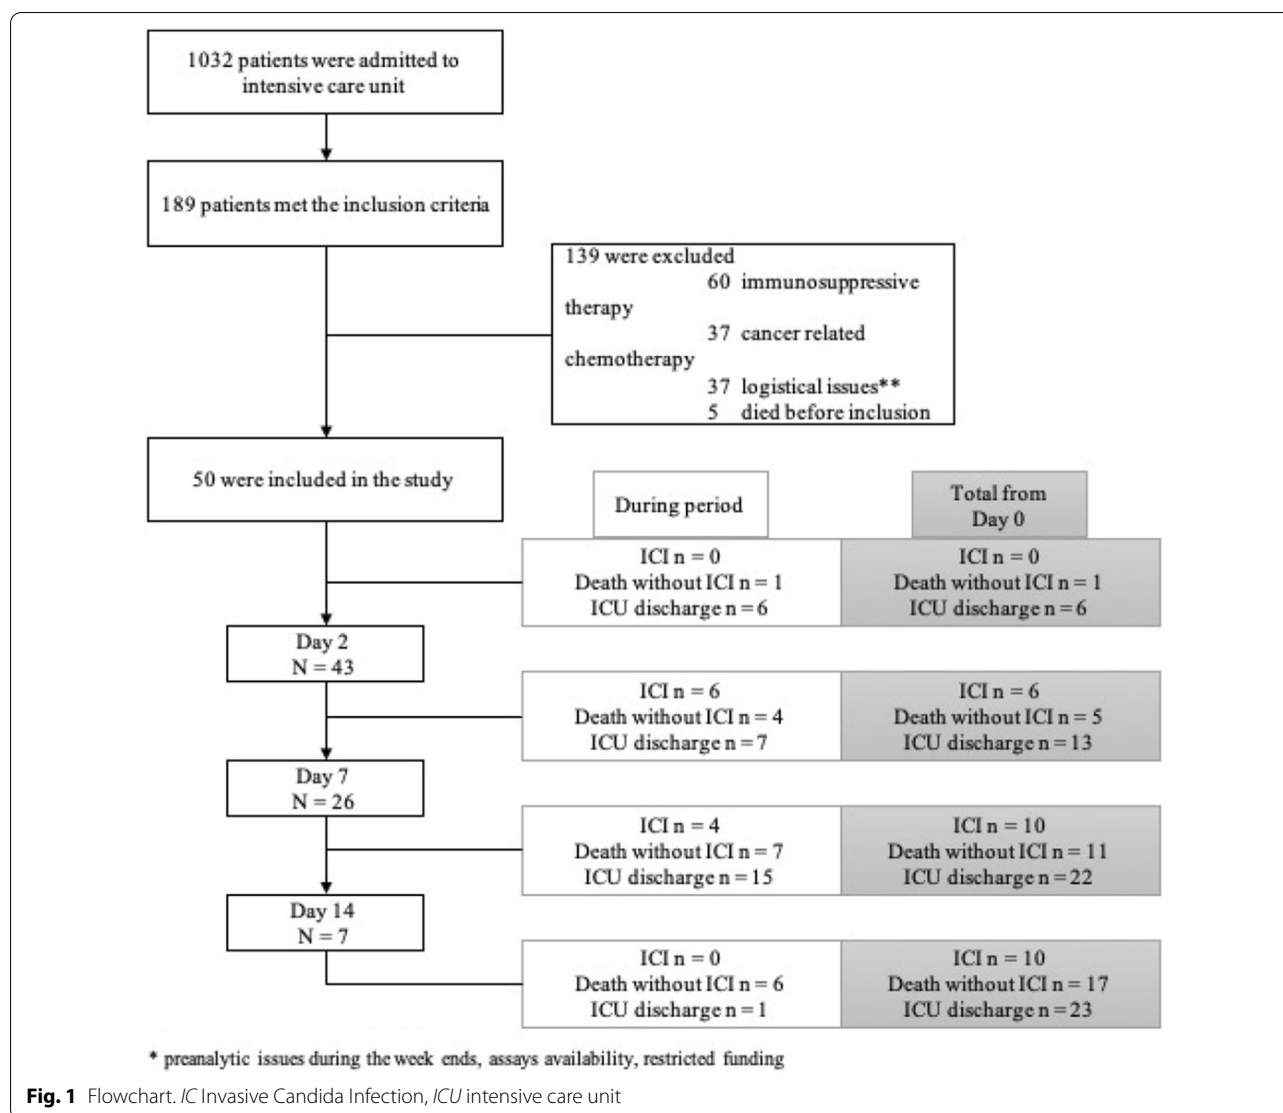 1032 patients were admitted to
intensive care unit
189 patients met the inclusion criteria
139 were excluded
60 immunosuppressive
therapy
37 cancer related
chemotherapy
37 logistical issues**
5 died before inclusion
50 were included in the study
During period
Total from
Day 0
ICI n = 0
Death without ICI n = 1
ICU discharge n = 6
ICI n = 0
Death without ICI n = 1
ICU discharge n = 6
Day 2
N = 43
ICI n = 6
Death without ICI n = 4
ICU discharge n = 7
ICI n = 6
Death without ICI n = 5
ICU discharge n = 13
Day 7
N = 26
ICI n = 4
Death without ICI n = 7
ICU discharge n = 15
ICI n = 10
Death without ICI n = 11
ICU discharge n = 22
Day 14
N = 7
ICI n = 0
Death without ICI n = 6
ICU discharge n = 1
ICI n = 10
Death without ICI n = 17
ICU discharge n = 23
* preanalytic issues during the week ends, assays availability, restricted funding
Fig. 1 Flowchart. IC Invasive Candida Infection, ICU intensive care unit